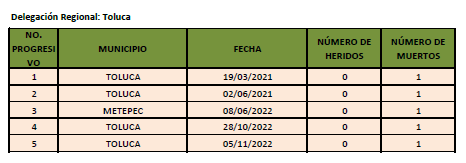 Delegación Regional: Toluca
NO. PROGRESIVO MUNICIPIO FECHA NÚMERO DE HERIDOS NÚMERO DE MUERTOS
1 TOLUCA 19/03/2021 0 1
2 TOLUCA 02/06/2021 0 1
3 METEPEC 08/06/2022 0 1
4 TOLUCA 28/10/2022 0 1
5 TOLUCA 05/11/2022 0 1